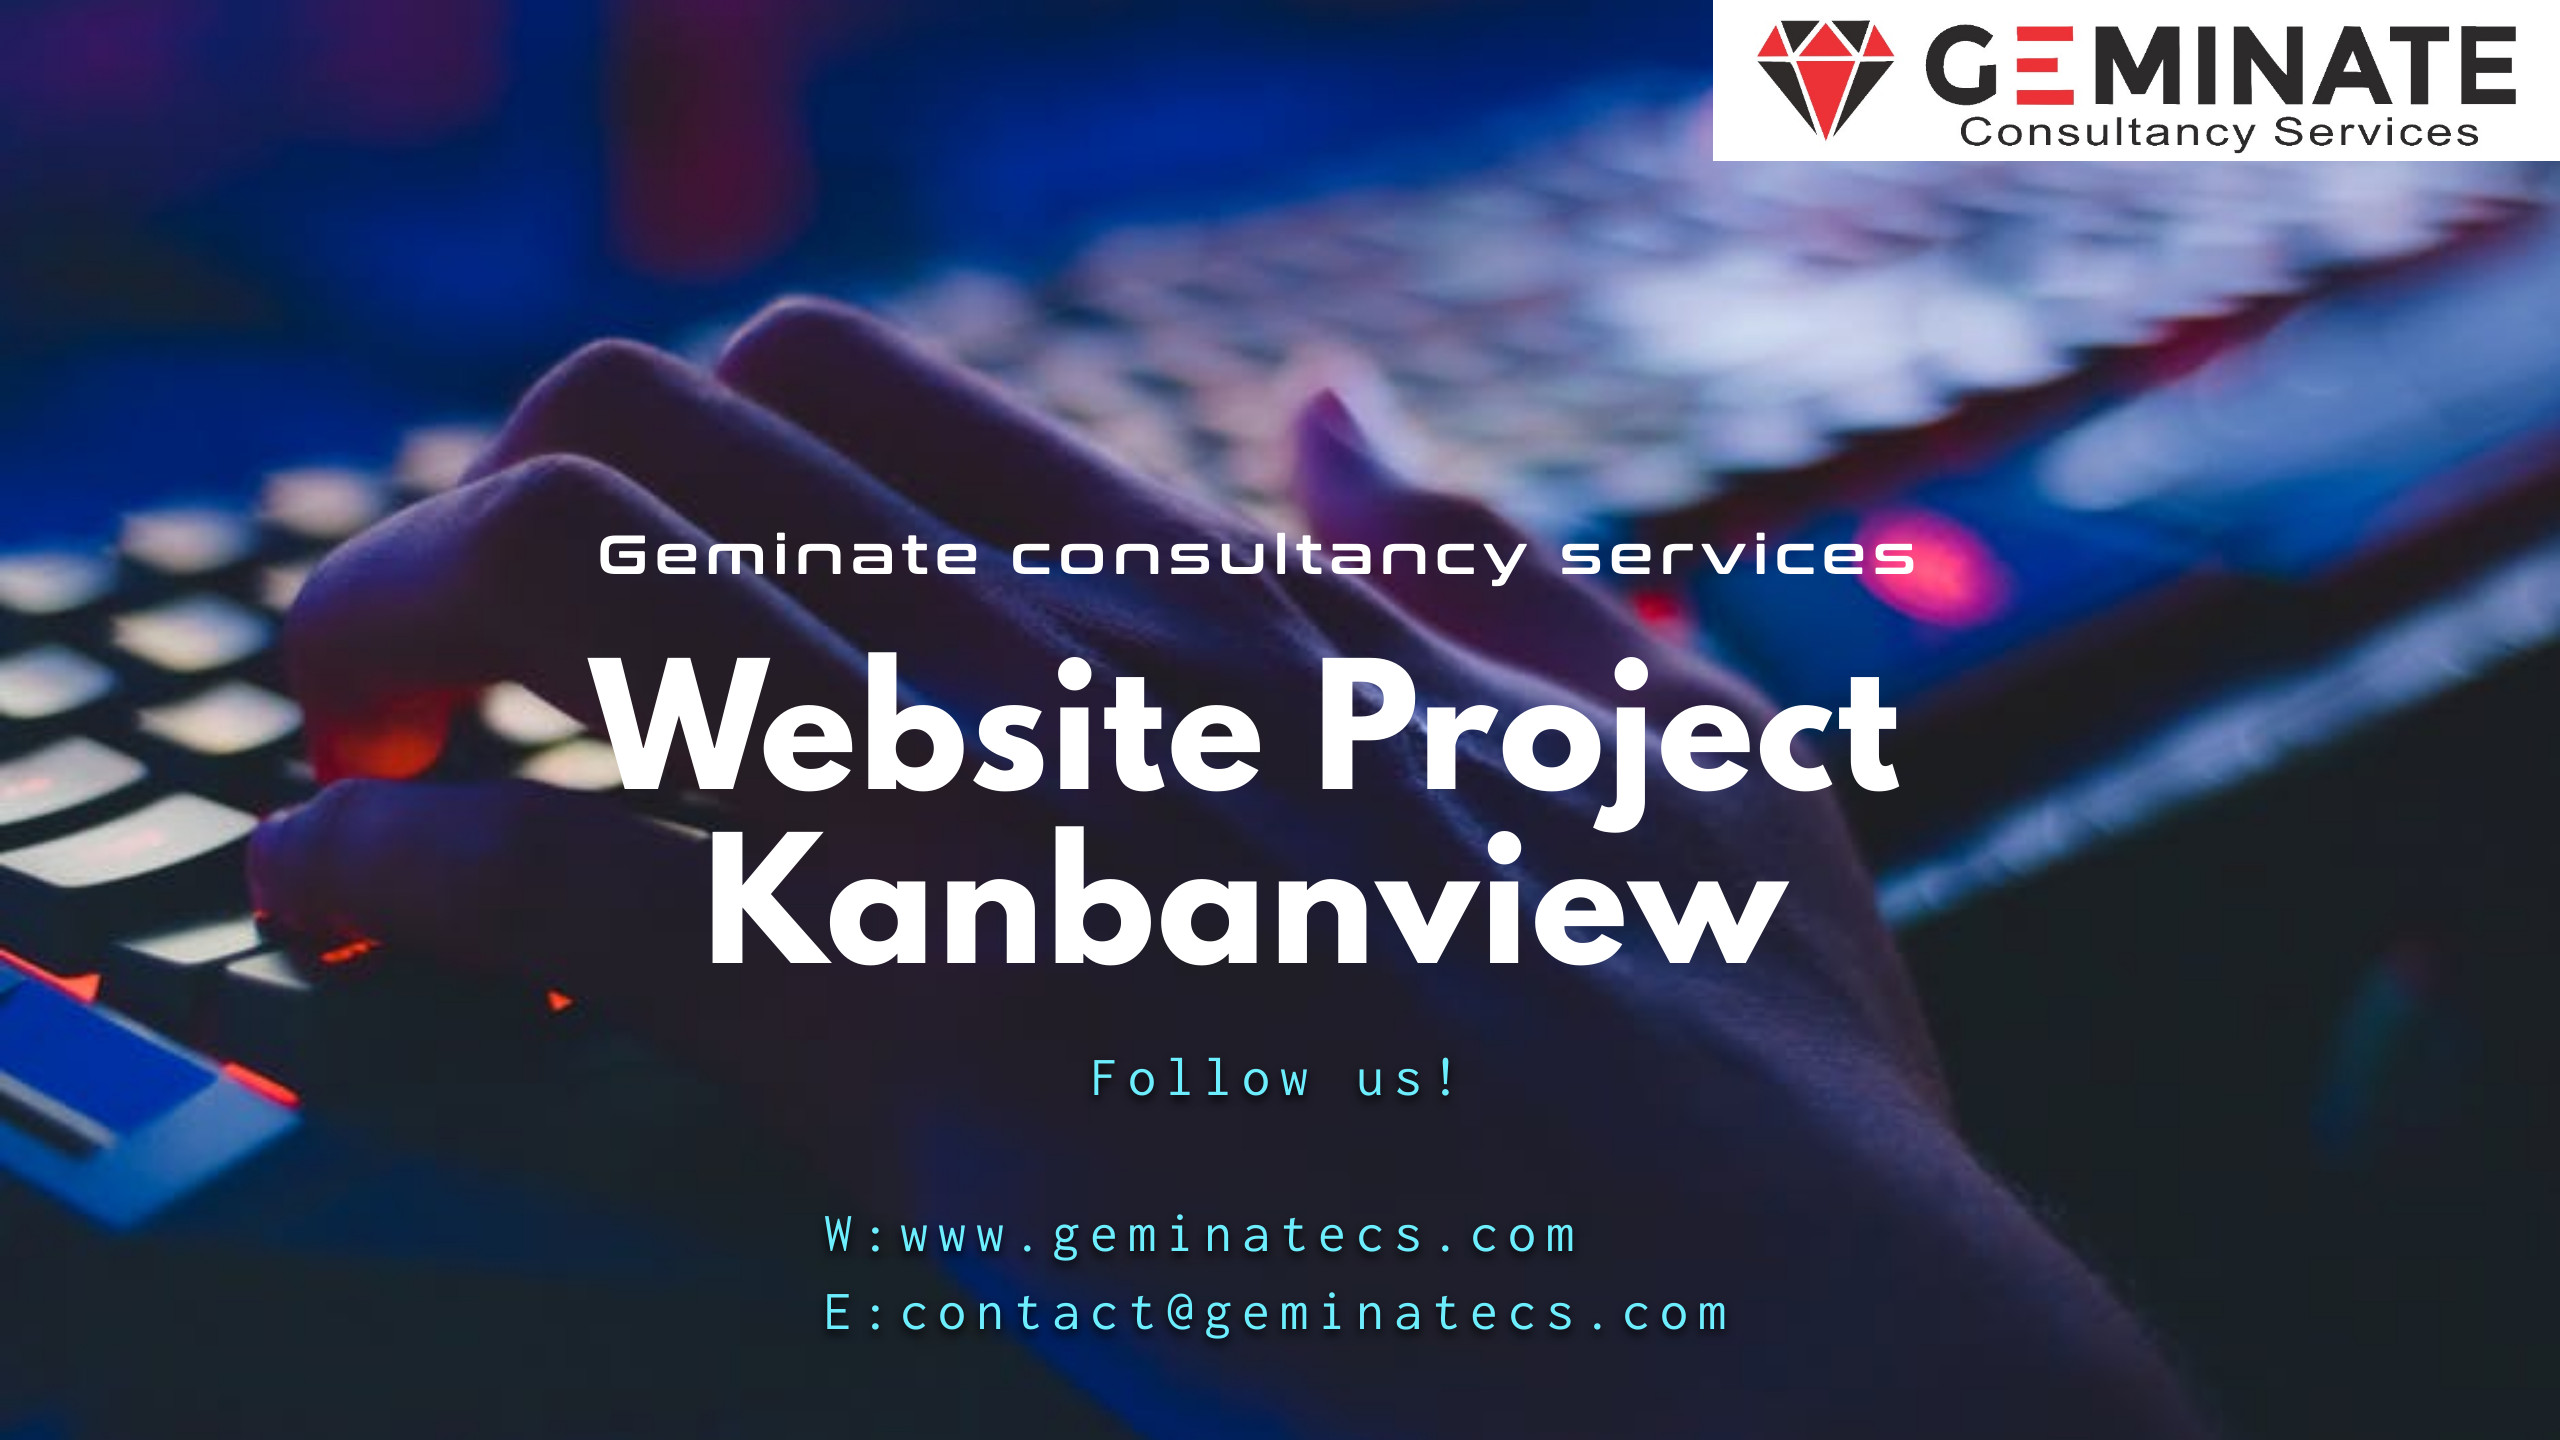 GEMINATE
Consultancy Services
Geminate consultancy services
Website Project
Kanbanview
Follow us!
W:www.geminatecs.com
E:contact@geminatecs.com